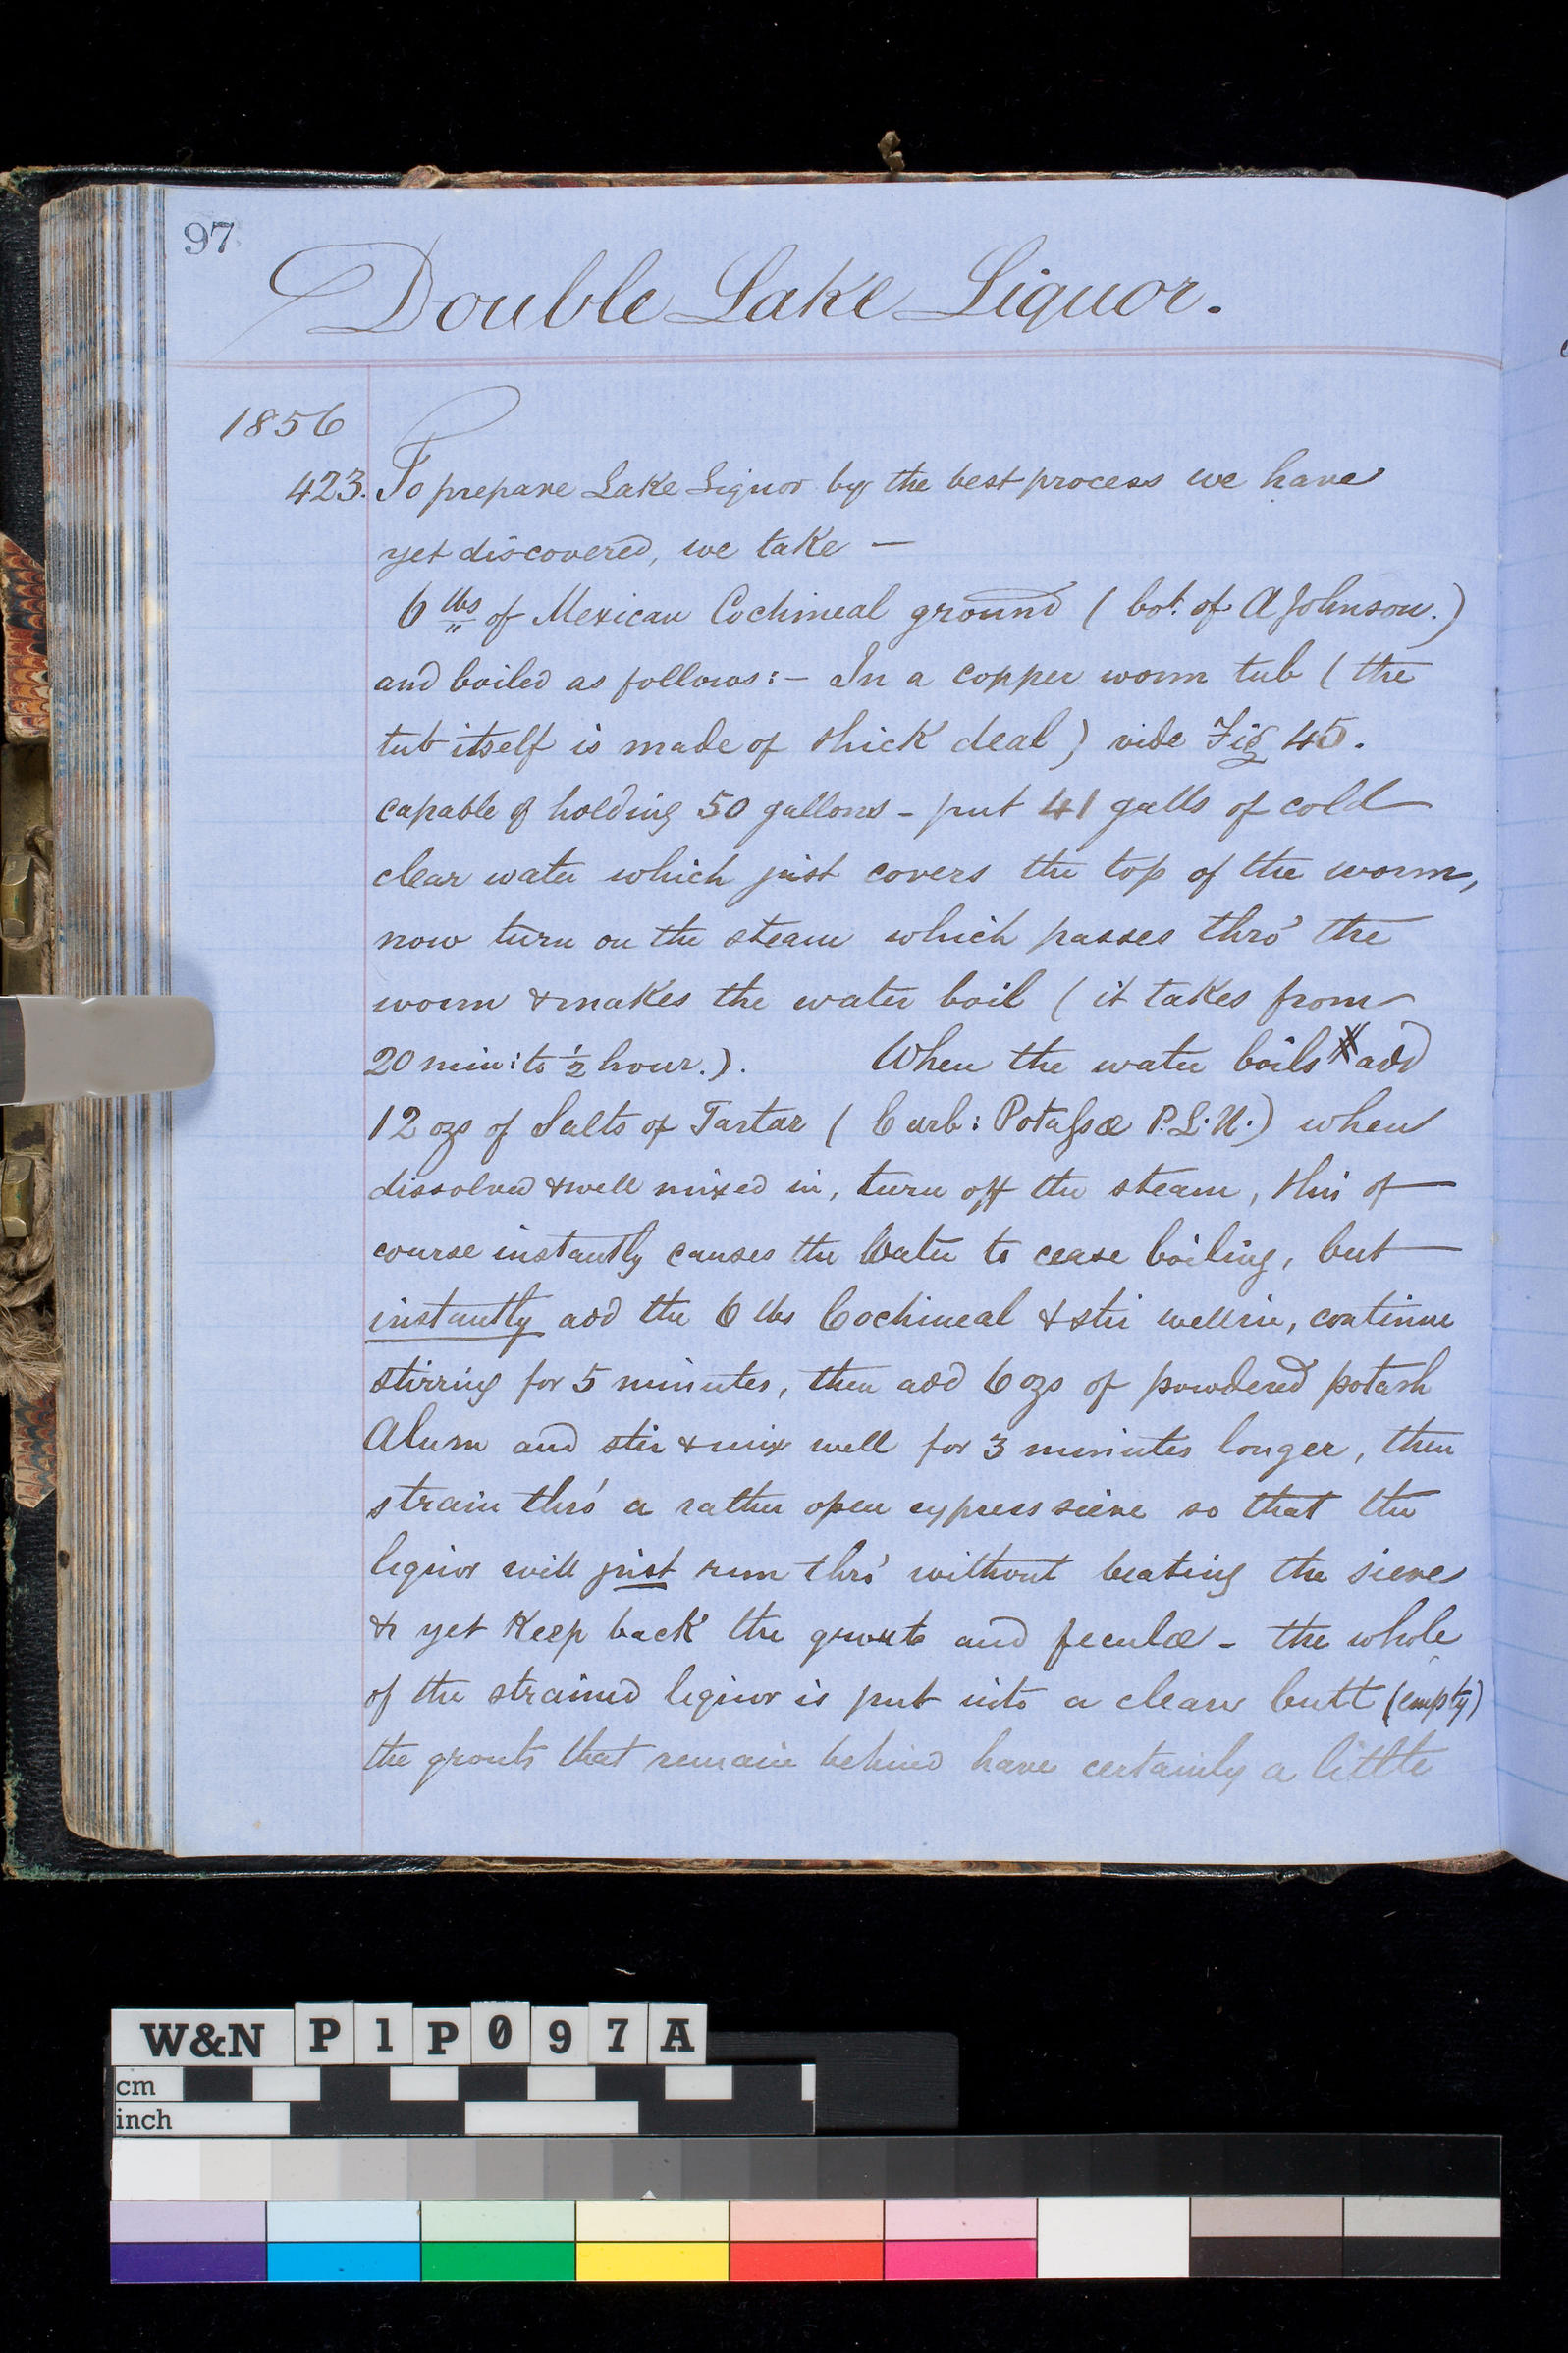 97
Double Lake Liquor.
1856
423. To prepare Lake Liquor by the best process we have
yet discovered, we take —
6 lbs of Mexican Cochineal ground ( bot. of A Johnson.)
and boiled as follows:- In a copper worm tub ( the
tub itself is made of thick deal ) vide Fig 45.
capable of holding 50 gallons - put 41 galls of cold
clear water which just covers the top of the worm,
now turn on the steam which passes thro' the
worm & makes the water boil ( it takes from
20 min: to ½ hour.). When the water boils add
12 ozs of Salts of Tartar ( Carb: Potassæ P.L.N.) when
dissolved & well mixed in, turn off the steam, this of
course instantly causes the Water to cease boiling, but
instantly add the 6 lbs Cochineal & stir well in, continue
stirring for 5 minutes, then add 6 ozs of powdered potash
Alum and stir & mix well for 3 minutes longer, then
strain thro' a rather open cypress sieve so that the
liquor will just run thro' without beating the sieve
& yet Keep back the grouts and feculæ - the whole
of the strained liquor is put into a clean butt (empty)
the grouts that remain behind have certainly a little
W&N P1P097A
cm
inch